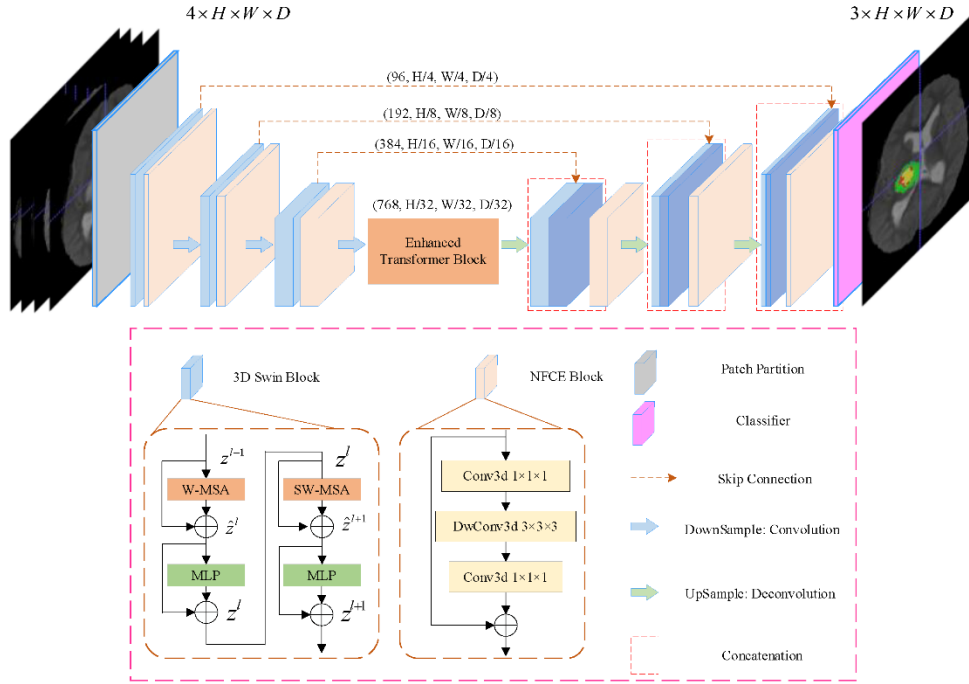 4×H×W×D
3×H×W×D
(96, H/4, W/4, D/4)
(192, H/8, W/8, D/8)
(384, H/16, W/16, D/16)
(768, H/32, W/32, D/32)
Enhanced
Transformer Block
3D Swin Block
NFCE Block
Patch Partition
Classifier
Skip Connection
DownSample: Convolution
UpSample: Deconvolution
Concatenation
z^{l-1}
W-MSA
ẑ^l
MLP
z^l
z^l
SW-MSA
ẑ^{l+1}
MLP
z^{l+1}
Conv3d 1×1×1
DwConv3d 3×3×3
Conv3d 1×1×1